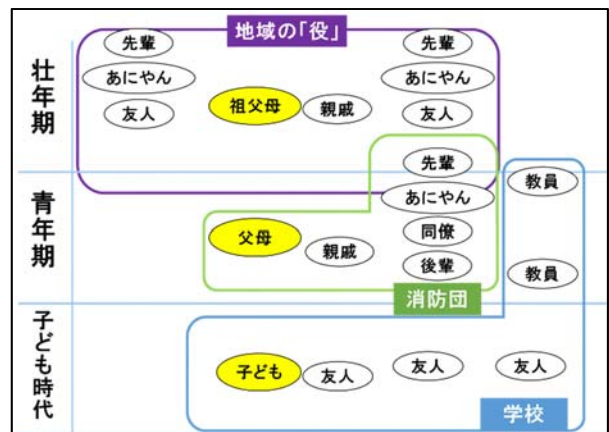 地域の「役」
壮年期
先輩
あにやん
友人
祖父母
親戚
先輩
あにやん
友人
先輩
教員
青年期
あにやん
父母
親戚
同僚
後輩
教員
消防団
子ども時代
子ども
友人
友人
友人
学校